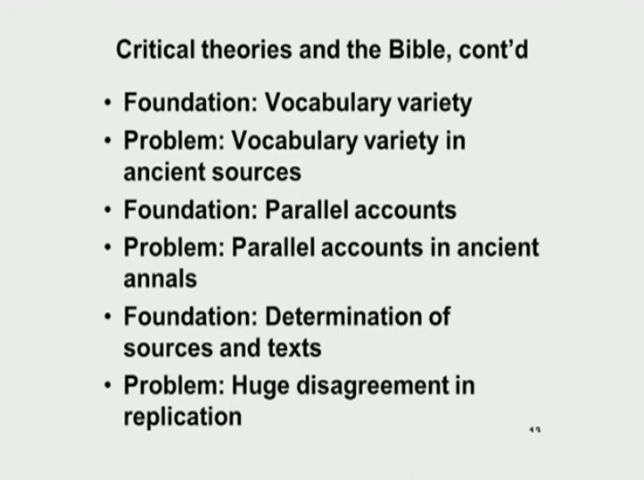 Critical theories and the Bible, cont'd
• Foundation: Vocabulary variety
• Problem: Vocabulary variety in
ancient sources
• Foundation: Parallel accounts
• Problem: Parallel accounts in ancient
annals
• Foundation: Determination of
sources and texts
• Problem: Huge disagreement in
replication